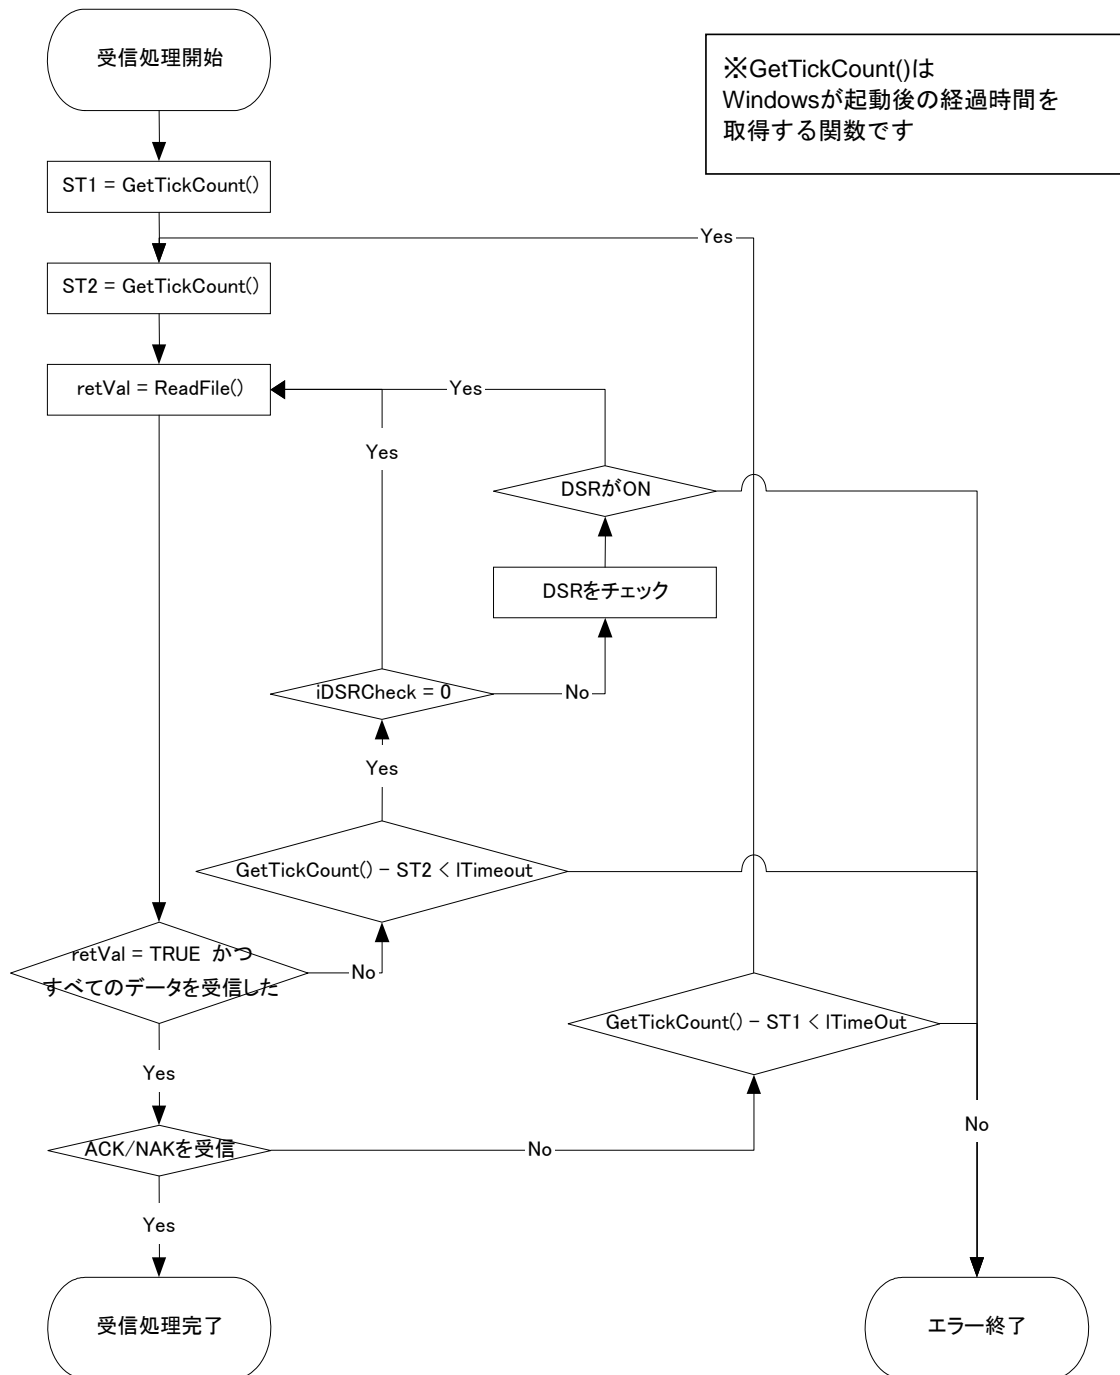 受信処理開始
※GetTickCount()は
Windowsが起動後の経過時間を
取得する関数です
ST1 = GetTickCount()
Yes
ST2 = GetTickCount()
retVal = ReadFile()
Yes
Yes
DSRがON
DSRをチェック
iDSRCheck = 0
No
Yes
GetTickCount() - ST2 < lTimeout
retVal = TRUE かつ
すべてのデータを受信した
No
GetTickCount() - ST1 < lTimeOut
Yes
No
ACK/NAKを受信
No
Yes
受信処理完了
エラー終了